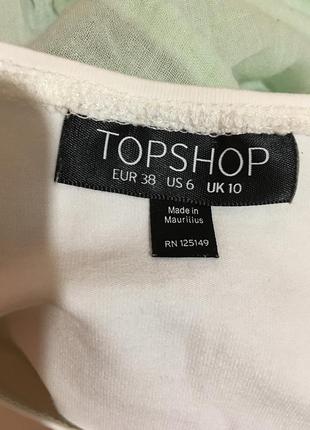 TOPSHOP
EUR 38 US 6 UK 10
Made in
Mauritius
RN 125149